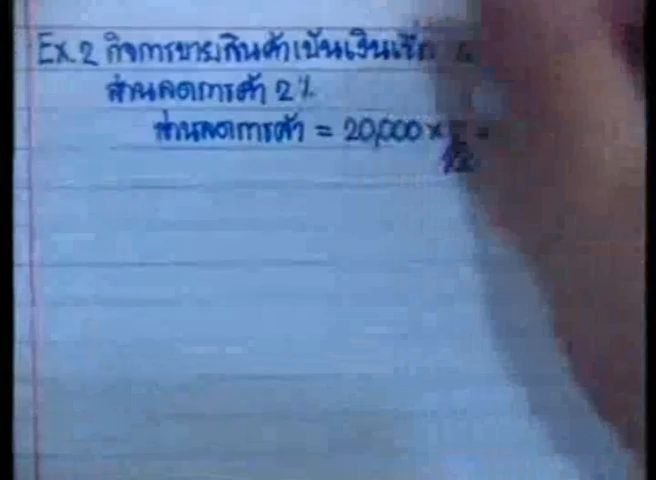 Ex.2 กิจการขายสินค้าเป็นเงินเชื่อ
ส่วนลดการค้า 2%
ส่วนลดการค้า = 20,000 ×